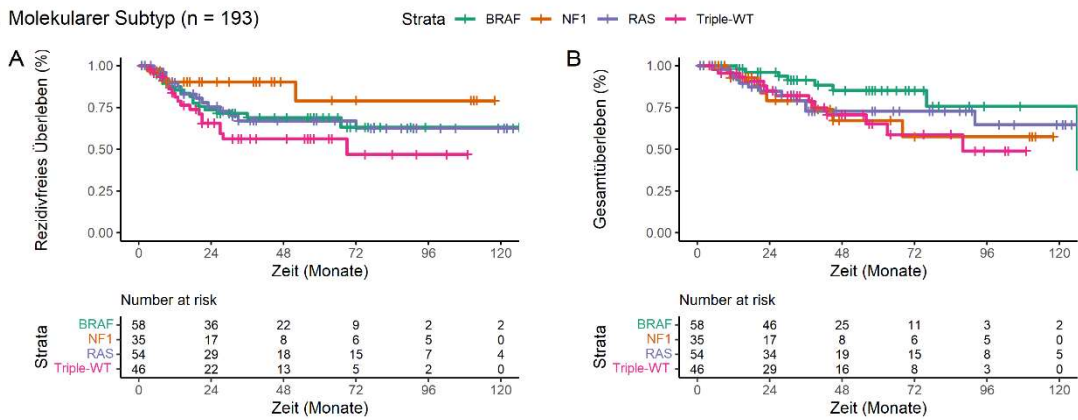 Molekularer Subtyp (n = 193)
Strata BRAF NF1 RAS Triple-WT
A
Rezidivfreies Überleben (%)
1.00
0.75
0.50
0.25
0.00
0 24 48 72 96 120
Zeit (Monate)
Number at risk
Strata
BRAF 58 36 22 9 2 2
NF1 35 17 8 6 5 0
RAS 54 29 18 15 7 4
Triple-WT 46 22 13 5 2 0
0 24 48 72 96 120
Zeit (Monate)
B
Gesamtüberleben (%)
1.00
0.75
0.50
0.25
0.00
0 24 48 72 96 120
Zeit (Monate)
Number at risk
Strata
BRAF 58 46 25 11 3 2
NF1 35 17 8 6 5 0
RAS 54 34 19 15 8 5
Triple-WT 46 29 16 8 3 0
0 24 48 72 96 120
Zeit (Monate)